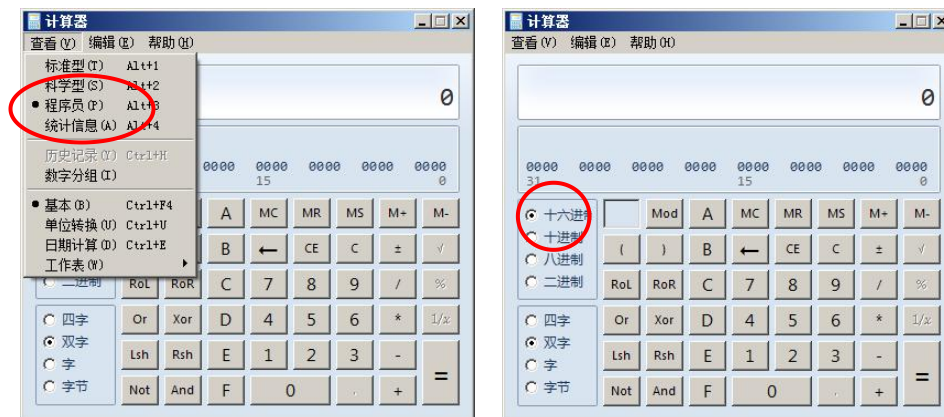 计算器
查看(V) 编辑(E) 帮助(H)
标准型(T) Alt+1
科学型(S) Alt+2
程序员(P) Alt+3
统计信息(A) Alt+4
历史记录(Y) Ctrl+H
数字分组(I)
基本(B) Ctrl+F4
单位转换(U) Ctrl+U
日期计算(D) Ctrl+E
工作表(W)
0
0000 0000 0000 0000 0000
15 0
A MC MR MS M+ M-
B ← CE C ± √
二进制 RoL RoR C 7 8 9 / %
四字 Or Xor D 4 5 6 * 1/x
双字
字 Lsh Rsh E 1 2 3 - =
字节 Not And F 0 . +
计算器
查看(V) 编辑(E) 帮助(H)
0
0000 0000 0000 0000 0000 0000 0000 0000
31 15 0
十六进制 Mod A MC MR MS M+ M-
十进制 ( ) B ← CE C ± √
八进制
二进制 RoL RoR C 7 8 9 / %
四字 Or Xor D 4 5 6 * 1/x
双字
字 Lsh Rsh E 1 2 3 - =
字节 Not And F 0 . +